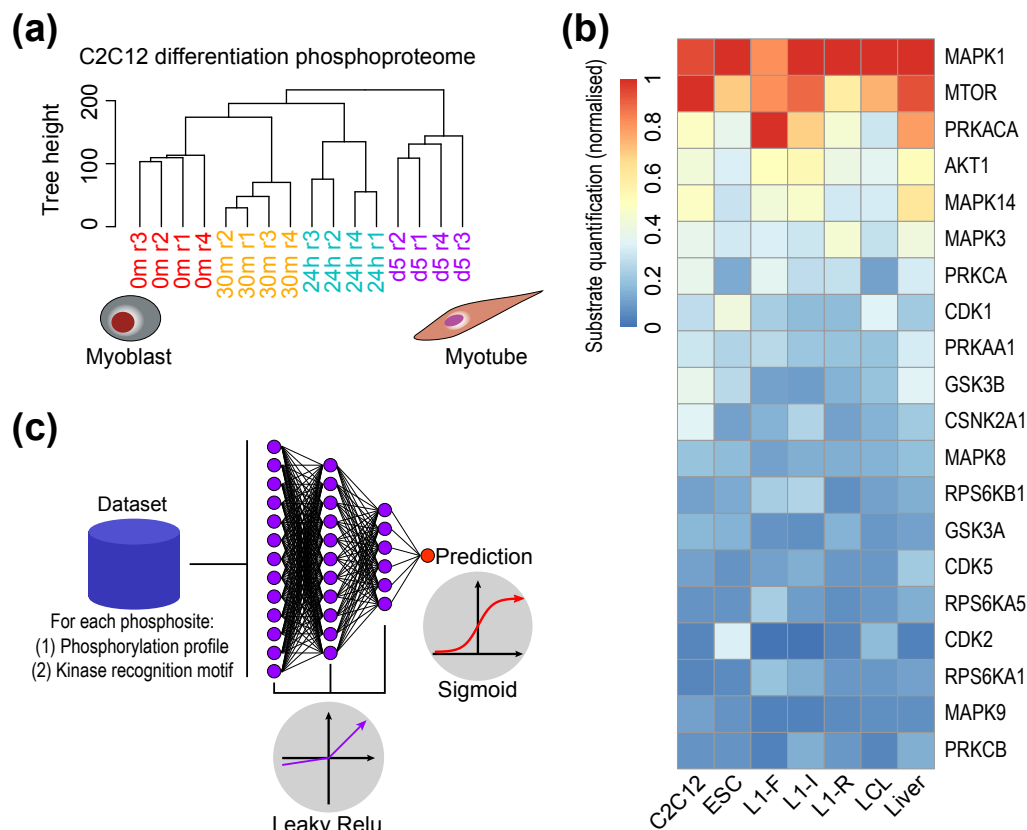 (a)
C2C12 differentiation phosphoproteome
Tree height
0
100
200
0m r3
0m r2
0m r1
0m r4
30m r2
30m r1
30m r3
30m r4
24h r3
24h r2
24h r4
24h r1
d5 r2
d5 r1
d5 r4
d5 r3
Myoblast
Myotube
(b)
Substrate quantification (normalised)
1
0.8
0.6
0.4
0.2
0
MAPK1
MTOR
PRKACA
AKT1
MAPK14
MAPK3
PRKCA
CDK1
PRKAA1
GSK3B
CSNK2A1
MAPK8
RPS6KB1
GSK3A
CDK5
RPS6KA5
CDK2
RPS6KA1
MAPK9
PRKCB
C2C12
ESC
L1-F
L1-I
L1-R
LCL
Liver
(c)
Dataset
For each phosphosite:
(1) Phosphorylation profile
(2) Kinase recognition motif
Prediction
Sigmoid
Leaky Relu